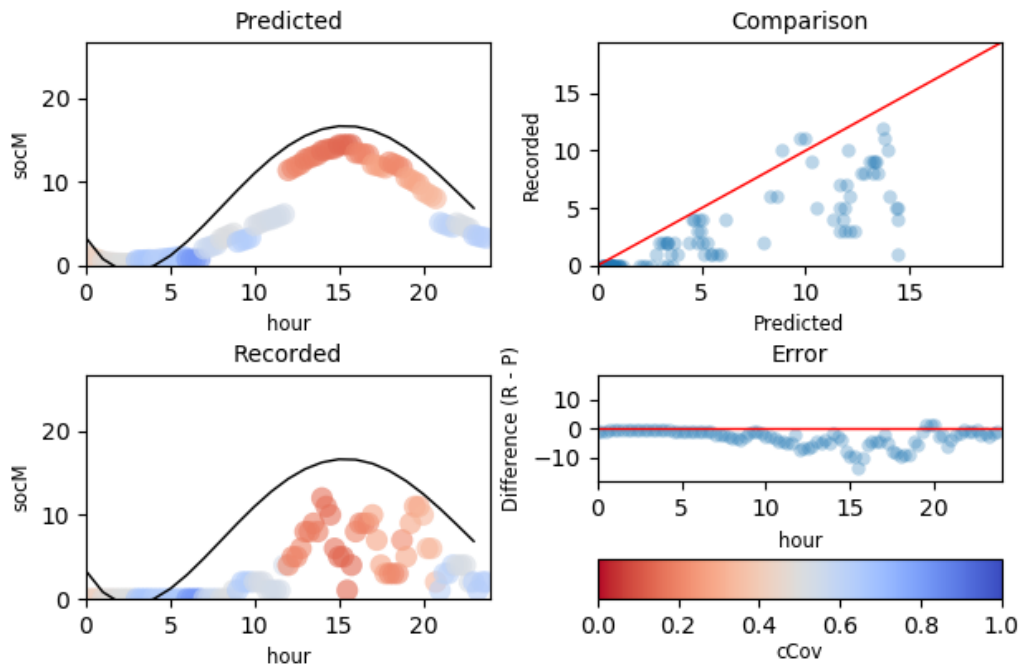 Predicted
socM
20
10
0
0 5 10 15 20
hour
Comparison
Recorded
15
10
5
0
0 5 10 15
Predicted
Recorded
socM
20
10
0
0 5 10 15 20
hour
Error
Difference (R - P)
10
0
−10
0 5 10 15 20
hour
0.0 0.2 0.4 0.6 0.8 1.0
cCov